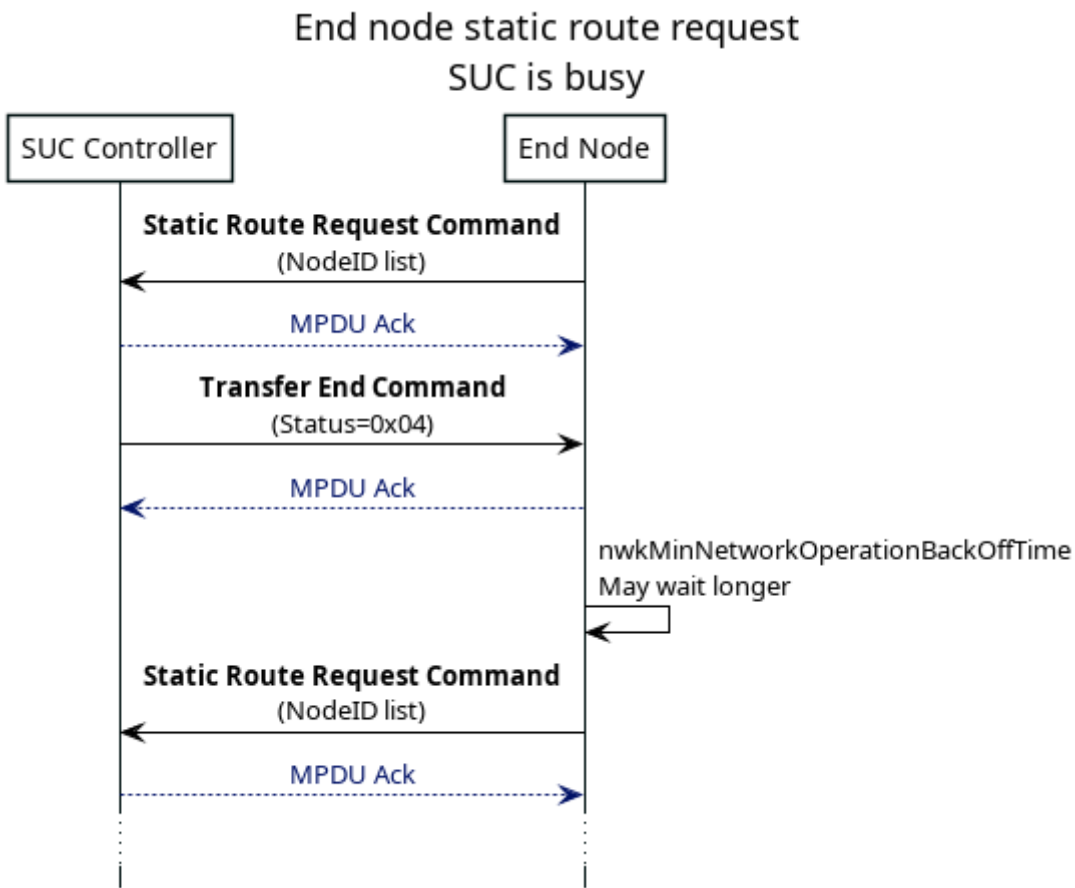 End node static route request
SUC is busy
SUC Controller
End Node
Static Route Request Command
(NodeID list)
MPDU Ack
Transfer End Command
(Status=0x04)
MPDU Ack
nwkMinNetworkOperationBackOffTime
May wait longer
Static Route Request Command
(NodeID list)
MPDU Ack